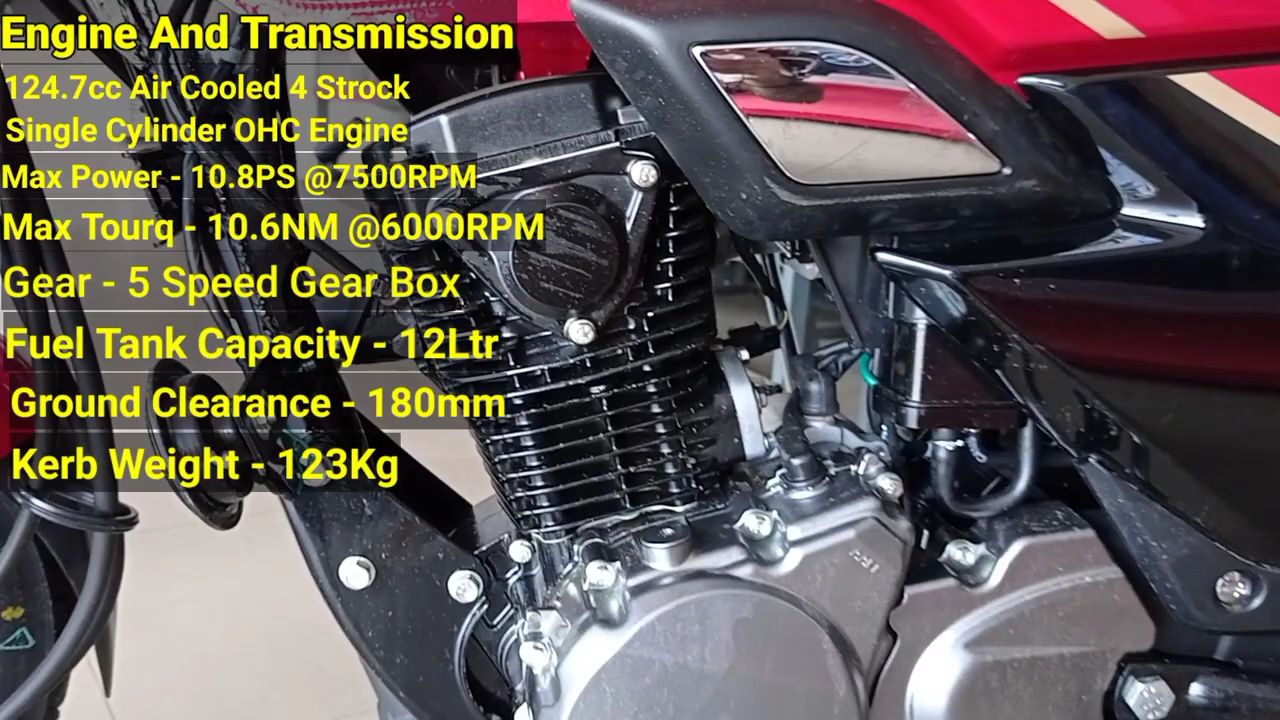 Engine And Transmission
124.7cc Air Cooled 4 Strock
Single Cylinder OHC Engine
Max Power - 10.8PS @7500RPM
Max Tourq - 10.6NM @6000RPM
Gear - 5 Speed Gear Box
Fuel Tank Capacity - 12Ltr
Ground Clearance - 180mm
Kerb Weight - 123Kg